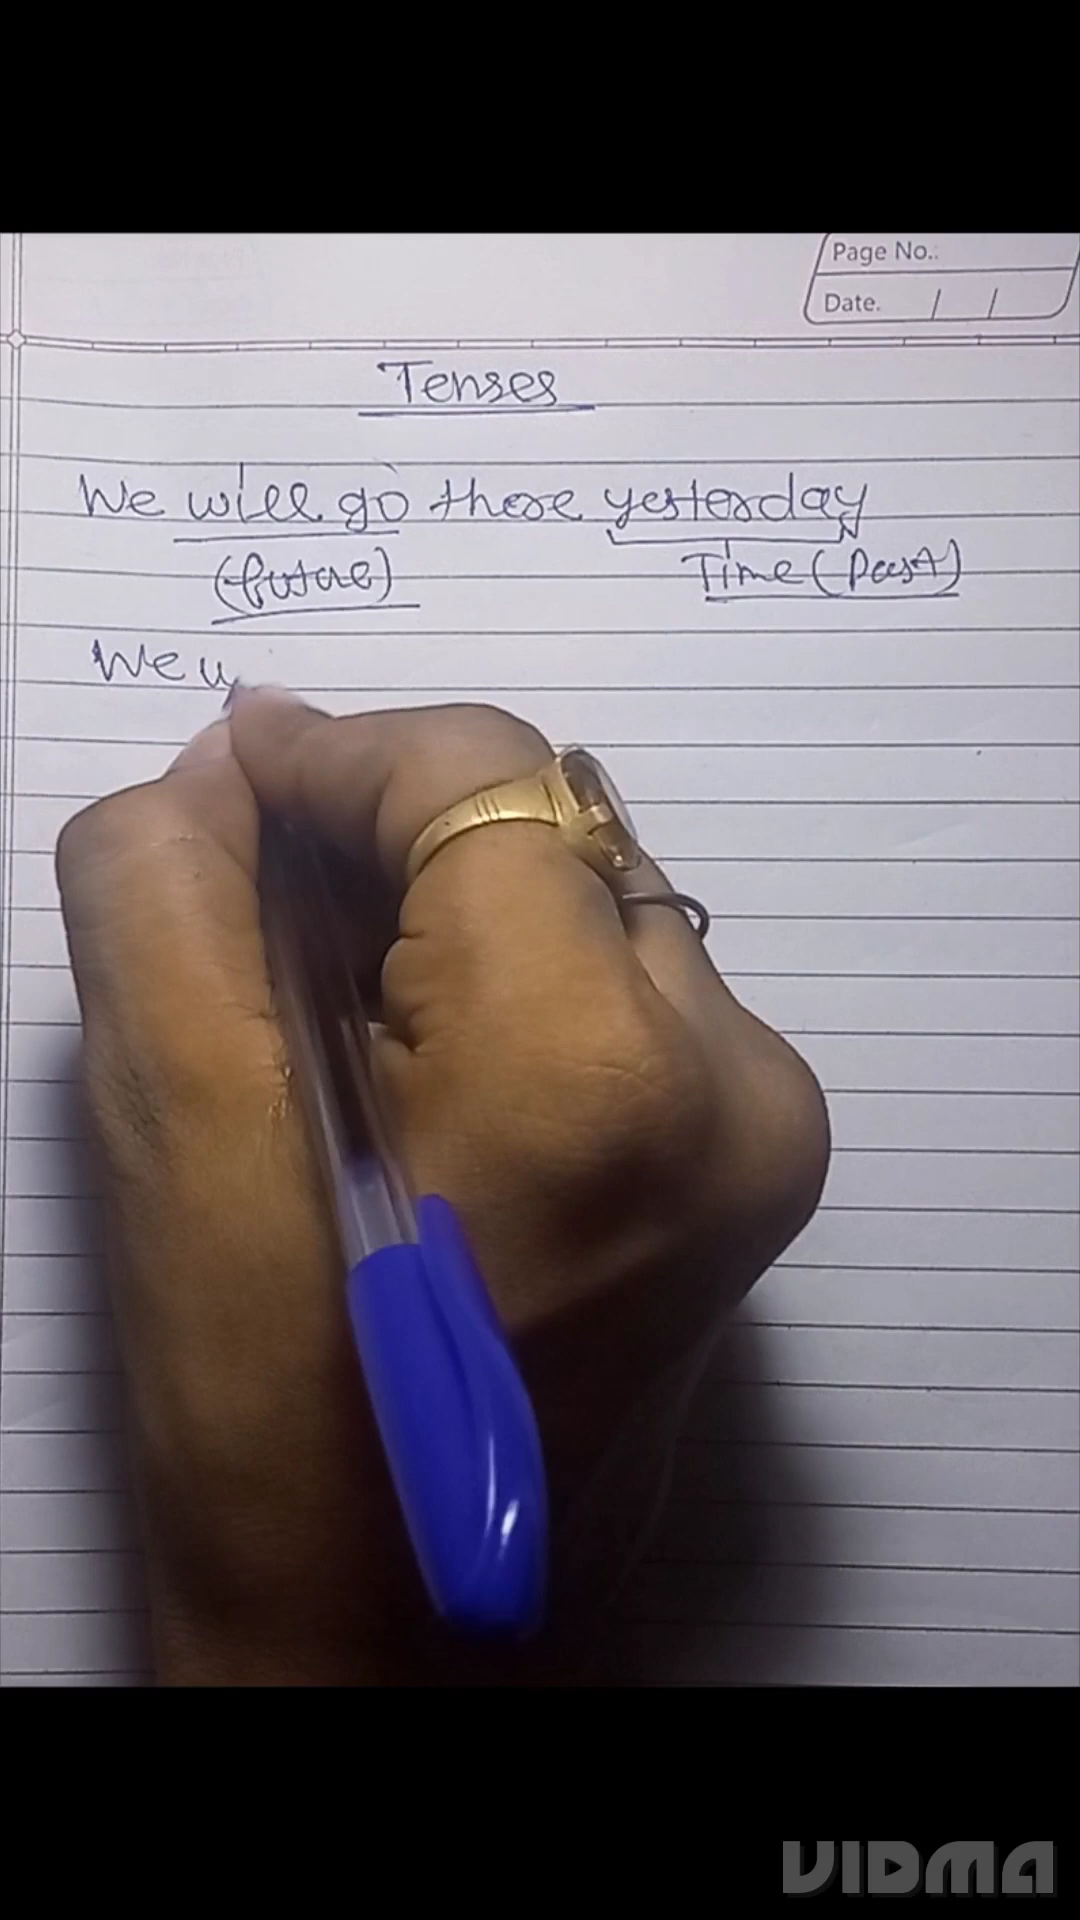 Page No.:
Date. / /
Tenses
We will go there yesterday
(future) Time (Past)
We w
VIDMA